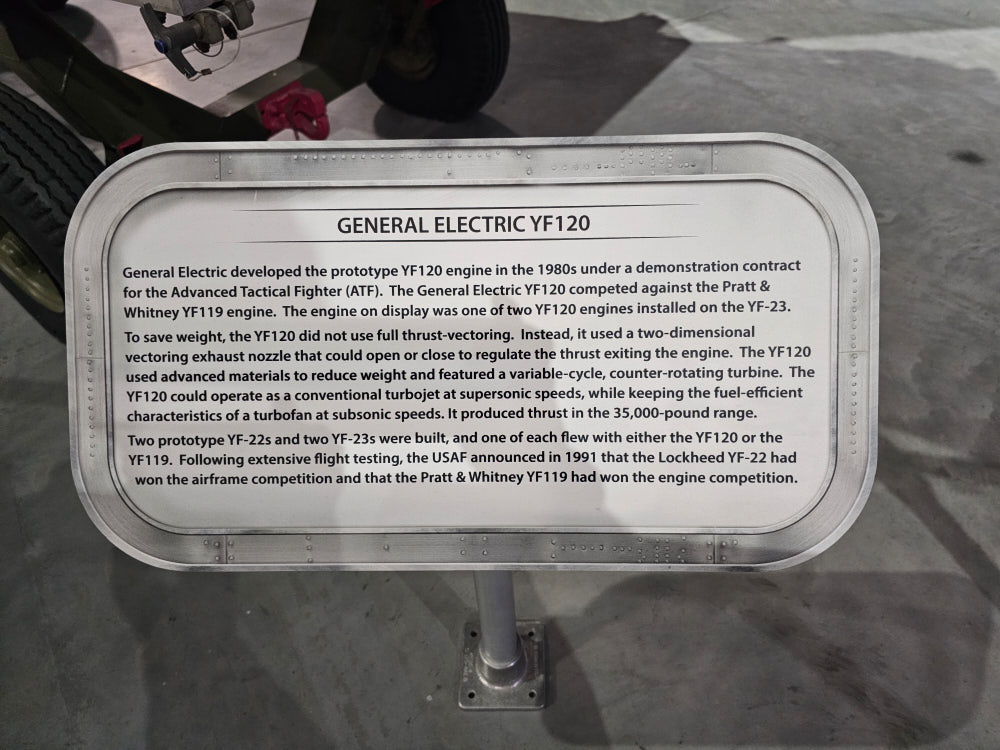 GENERAL ELECTRIC YF120
General Electric developed the prototype YF120 engine in the 1980s under a demonstration contract
for the Advanced Tactical Fighter (ATF). The General Electric YF120 competed against the Pratt &
Whitney YF119 engine. The engine on display was one of two YF120 engines installed on the YF-23.
To save weight, the YF120 did not use full thrust-vectoring. Instead, it used a two-dimensional
vectoring exhaust nozzle that could open or close to regulate the thrust exiting the engine. The YF120
used advanced materials to reduce weight and featured a variable-cycle, counter-rotating turbine. The
YF120 could operate as a conventional turbojet at supersonic speeds, while keeping the fuel-efficient
characteristics of a turbofan at subsonic speeds. It produced thrust in the 35,000-pound range.
Two prototype YF-22s and two YF-23s were built, and one of each flew with either the YF120 or the
YF119. Following extensive flight testing, the USAF announced in 1991 that the Lockheed YF-22 had
won the airframe competition and that the Pratt & Whitney YF119 had won the engine competition.